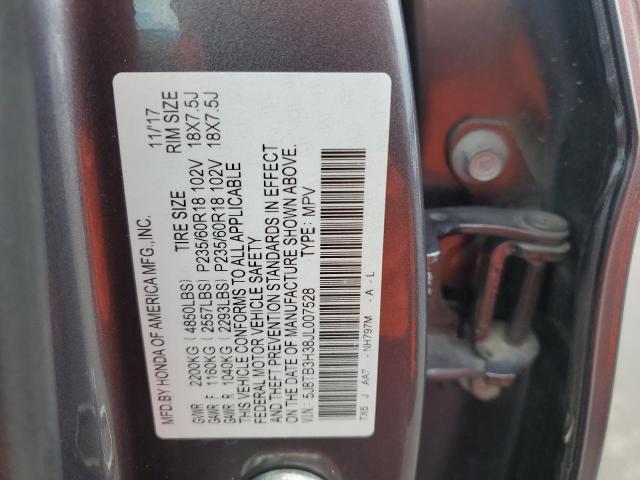 MFD.BY HONDA OF AMERICA MFG.,INC. 11/'17
TIRE SIZE RIM SIZE
GVWR 2200KG (4850LBS)
GAWR F 1160KG (2557LBS) P235/60R18 102V 18X7.5J
GAWR R 1040KG (2293LBS) P235/60R18 102V 18X7.5J
THIS VEHICLE CONFORMS TO ALL APPLICABLE
FEDERAL MOTOR VEHICLE SAFETY
AND THEFT PREVENTION STANDARDS IN EFFECT
ON THE DATE OF MANUFACTURE SHOWN ABOVE.
V.I.N.: 5J8TB3H38JL007528 TYPE: MPV
TX5 J AA7 - NH797M - A - L